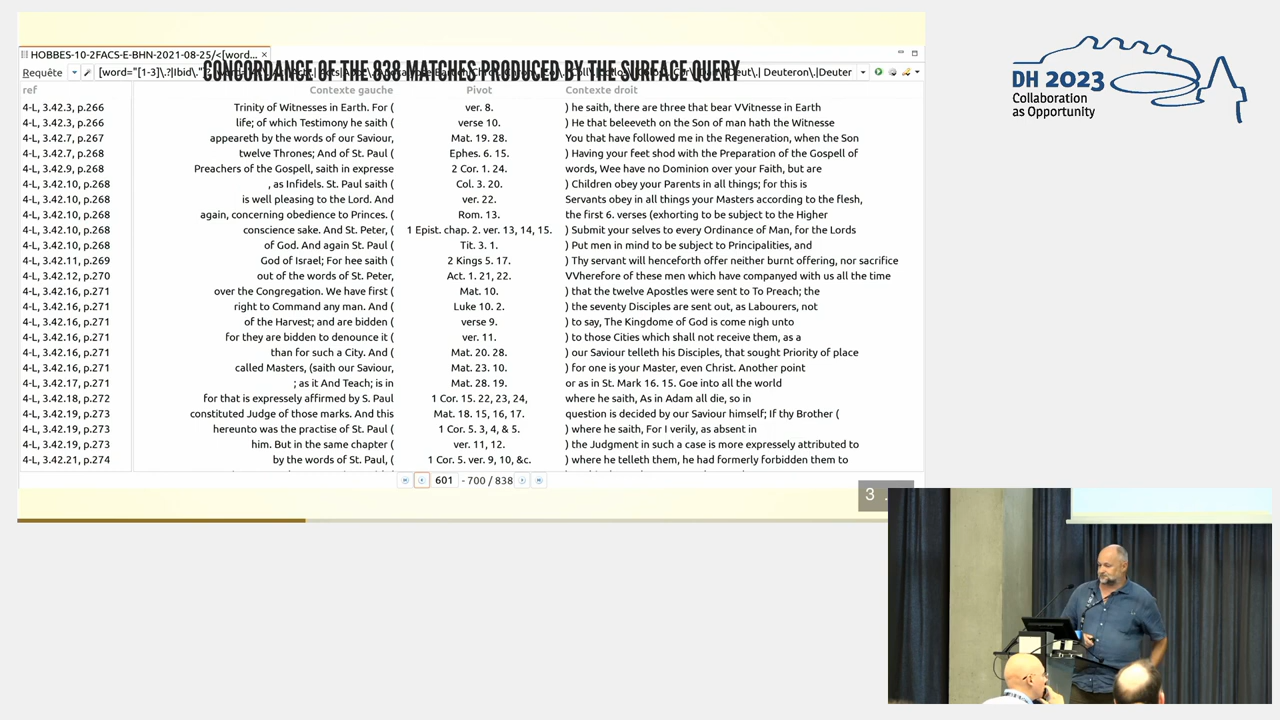 HOBBES-10-2FACS-E-BHN-2021-08-25/<[word...
CONCORDANCE OF THE 838 MATCHES PRODUCED BY THE SURFACE QUERY
Requête [word="[1-3]\.?|Ibid\." Deut\.| Deuteron\.|Deuter
ref Contexte gauche Pivot Contexte droit
4-L, 3.42.3, p.266 Trinity of Witnesses in Earth. For ( ver. 8. ) he saith, there are three that bear VVitnesse in Earth
4-L, 3.42.3, p.266 life; of which Testimony he saith ( verse 10. ) He that beleeveth on the Son of man hath the Witnesse
4-L, 3.42.7, p.267 appeareth by the words of our Saviour, Mat. 19. 28. You that have followed me in the Regeneration, when the Son
4-L, 3.42.7, p.268 twelve Thrones; And of St. Paul ( Ephes. 6. 15. ) Having your feet shod with the Preparation of the Gospell of
4-L, 3.42.9, p.268 Preachers of the Gospell, saith in expresse 2 Cor. 1. 24. words, Wee have no Dominion over your Faith, but are
4-L, 3.42.10, p.268 , as Infidels. St. Paul saith ( Col. 3. 20. ) Children obey your Parents in all things; for this is
4-L, 3.42.10, p.268 is well pleasing to the Lord. And ver. 22. Servants obey in all things your Masters according to the flesh,
4-L, 3.42.10, p.268 again, concerning obedience to Princes. ( Rom. 13. the first 6. verses (exhorting to be subject to the Higher
4-L, 3.42.10, p.268 conscience sake. And St. Peter, ( 1 Epist. chap. 2. ver. 13, 14, 15. ) Submit your selves to every Ordinance of Man, for the Lords
4-L, 3.42.10, p.268 of God. And again St. Paul ( Tit. 3. 1. ) Put men in mind to be subject to Principalities, and
4-L, 3.42.11, p.269 God of Israel; For hee saith ( 2 Kings 5. 17. ) Thy servant will henceforth offer neither burnt offering, nor sacrifice
4-L, 3.42.12, p.270 out of the words of St. Peter, Act. 1. 21, 22. VVherefore of these men which have companyed with us all the time
4-L, 3.42.16, p.271 over the Congregation. We have first ( Mat. 10. ) that the twelve Apostles were sent to To Preach; the
4-L, 3.42.16, p.271 right to Command any man. And ( Luke 10. 2. ) the seventy Disciples are sent out, as Labourers, not
4-L, 3.42.16, p.271 of the Harvest; and are bidden ( verse 9. ) to say, The Kingdome of God is come nigh unto
4-L, 3.42.16, p.271 for they are bidden to denounce it ( ver. 11. ) to those Cities which shall not receive them, as a
4-L, 3.42.16, p.271 than for such a City. And ( Mat. 20. 28. ) our Saviour telleth his Disciples, that sought Priority of place
4-L, 3.42.16, p.271 called Masters, (saith our Saviour, Mat. 23. 10. ) for one is your Master, even Christ. Another point
4-L, 3.42.17, p.271 ; as it And Teach; is in Mat. 28. 19. or as in St. Mark 16. 15. Goe into all the world
4-L, 3.42.18, p.272 for that is expressely affirmed by S. Paul 1 Cor. 15. 22, 23, 24, where he saith, As in Adam all die, so in
4-L, 3.42.19, p.273 constituted Judge of those marks. And this Mat. 18. 15, 16, 17. question is decided by our Saviour himself; If thy Brother (
4-L, 3.42.19, p.273 hereunto was the practise of St. Paul ( 1 Cor. 5. 3, 4, & 5. ) where he saith, For I verily, as absent in
4-L, 3.42.19, p.273 him. But in the same chapter ( ver. 11, 12. ) the Judgment in such a case is more expressely attributed to
4-L, 3.42.21, p.274 by the words of St. Paul, ( 1 Cor. 5. ver. 9, 10, &c. ) where he telleth them, he had formerly forbidden them to
601 - 700 / 838
3 .
DH 2023
Collaboration
as Opportunity